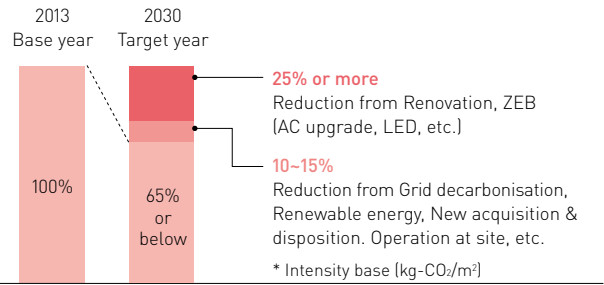 2013
Base year
2030
Target year
100%
65%
or
below
25% or more
Reduction from Renovation, ZEB
(AC upgrade, LED, etc.)
10~15%
Reduction from Grid decarbonisation,
Renewable energy, New acquisition &
disposition. Operation at site, etc.
* Intensity base (kg-CO₂/m²)